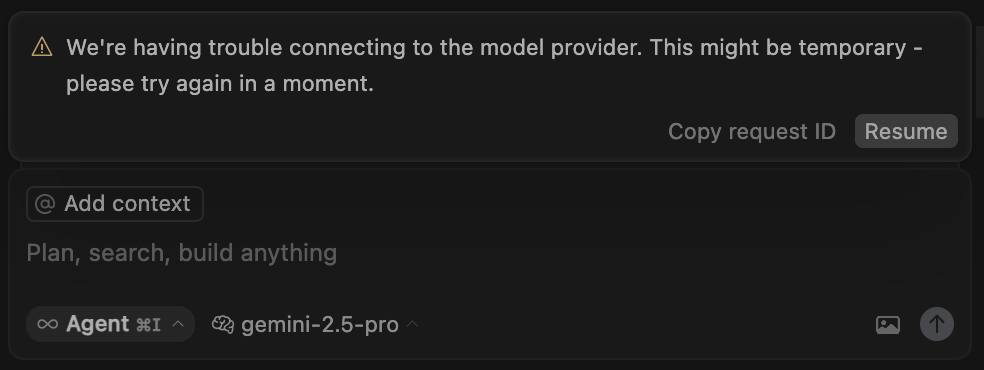 We're having trouble connecting to the model provider. This might be temporary -
please try again in a moment.
Copy request ID Resume
@ Add context
Plan, search, build anything
∞ Agent ⌘I gemini-2.5-pro